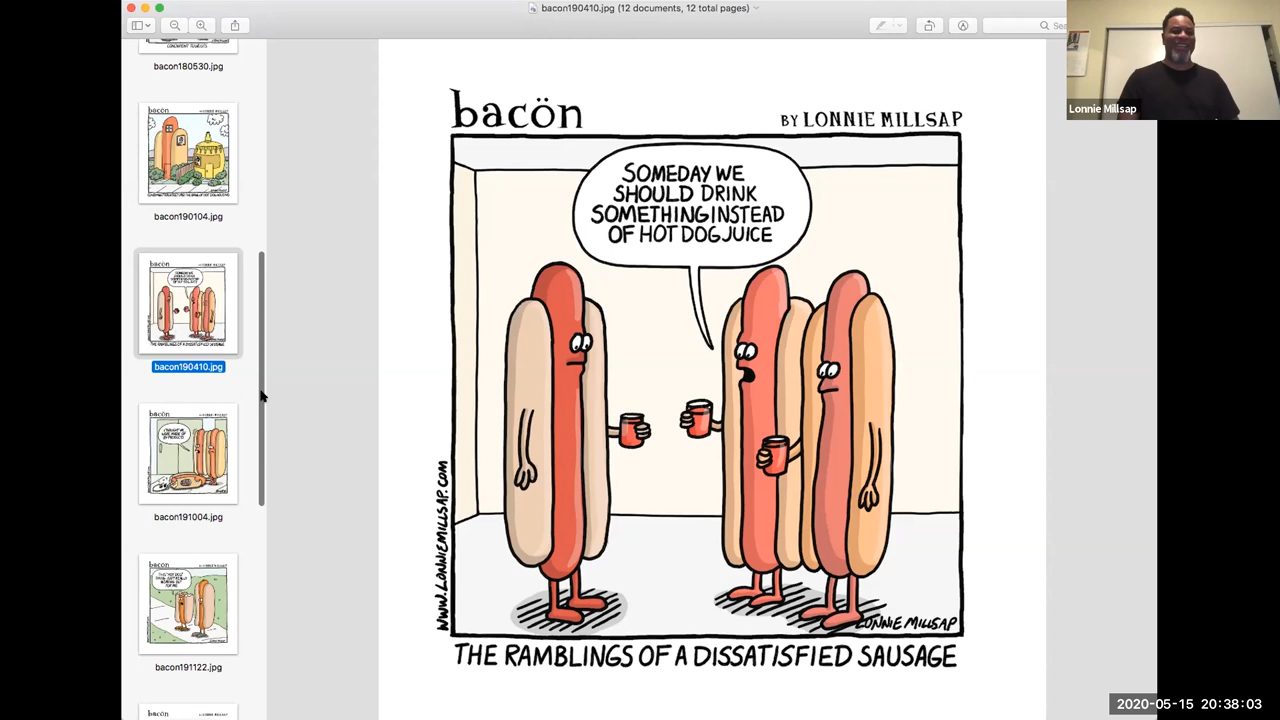 bacon190410.jpg (12 documents, 12 total pages)
bacon180530.jpg
bacon190104.jpg
bacon190410.jpg
bacon191004.jpg
bacon191122.jpg
bacön
BY LONNIE MILLSAP
SOMEDAY WE
SHOULD DRINK
SOMETHING INSTEAD
OF HOT DOG JUICE
WWW.LONNIEMILLSAP.COM
LONNIE MILLSAP
THE RAMBLINGS OF A DISSATISFIED SAUSAGE
Lonnie Millsap
2020-05-15 20:38:03